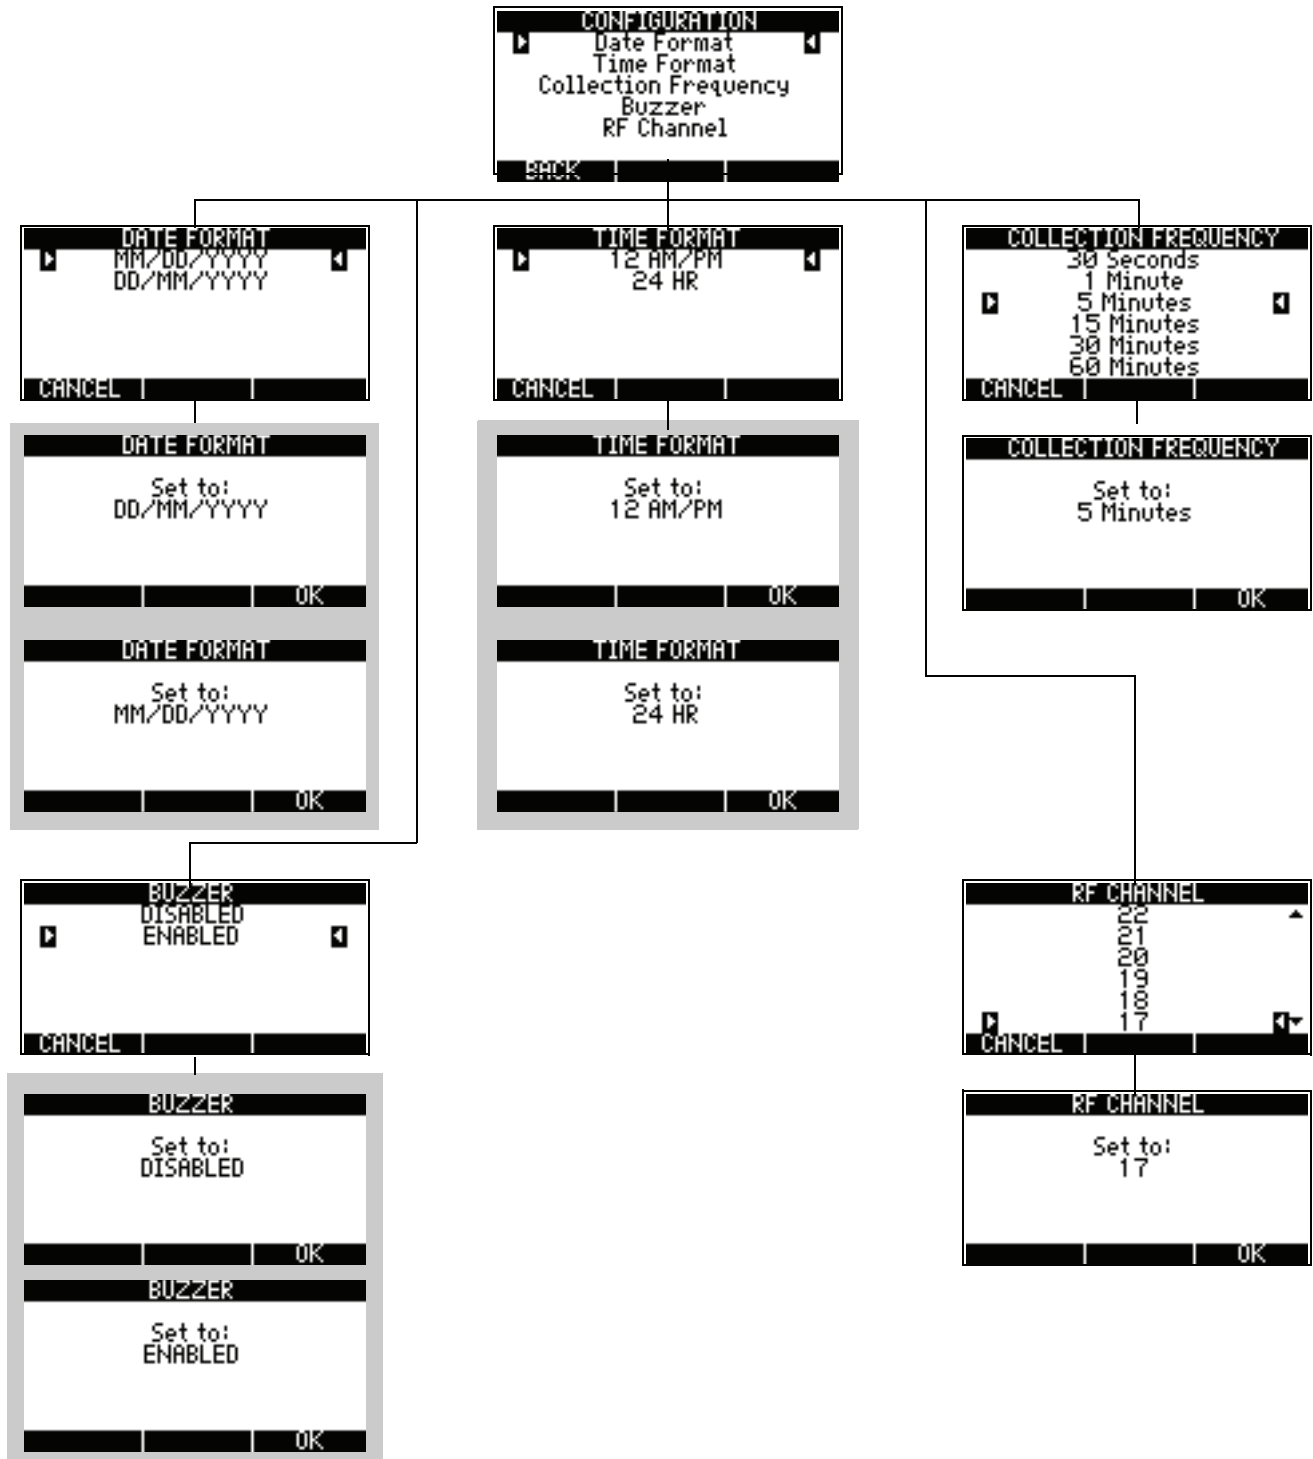 CONFIGURATION
Date Format
Time Format
Collection Frequency
Buzzer
RF Channel
BACK
DATE FORMAT
MM/DD/YYYY
DD/MM/YYYY
CANCEL
TIME FORMAT
12 AM/PM
24 HR
CANCEL
COLLECTION FREQUENCY
30 Seconds
1 Minute
5 Minutes
15 Minutes
30 Minutes
60 Minutes
CANCEL
DATE FORMAT
Set to:
DD/MM/YYYY
OK
TIME FORMAT
Set to:
12 AM/PM
OK
COLLECTION FREQUENCY
Set to:
5 Minutes
OK
DATE FORMAT
Set to:
MM/DD/YYYY
OK
TIME FORMAT
Set to:
24 HR
OK
BUZZER
DISABLED
ENABLED
CANCEL
RF CHANNEL
22
21
20
19
18
17
CANCEL
BUZZER
Set to:
DISABLED
OK
RF CHANNEL
Set to:
17
OK
BUZZER
Set to:
ENABLED
OK